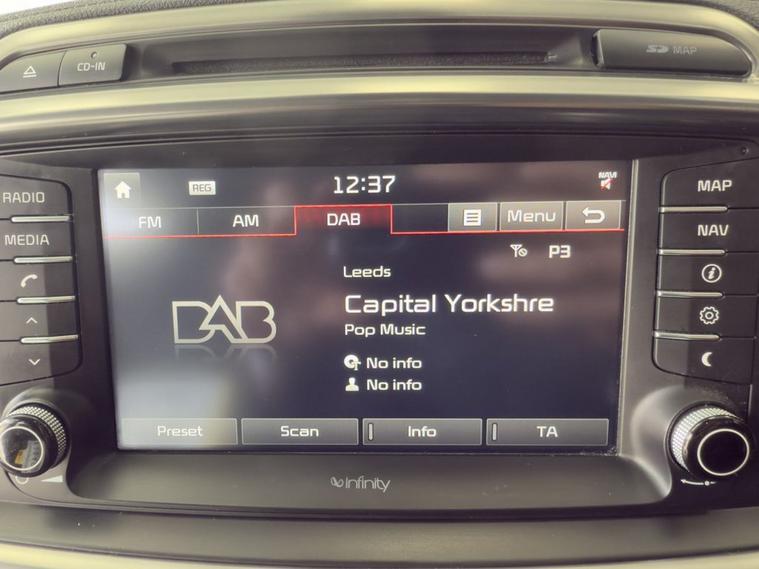 CD-IN
SD MAP
RADIO
MEDIA
REG
12:37
NAVI
FM AM DAB Menu
P3
Leeds
Capital Yorkshre
Pop Music
DAB
No info
No info
Preset Scan Info TA
MAP
NAV
infinity